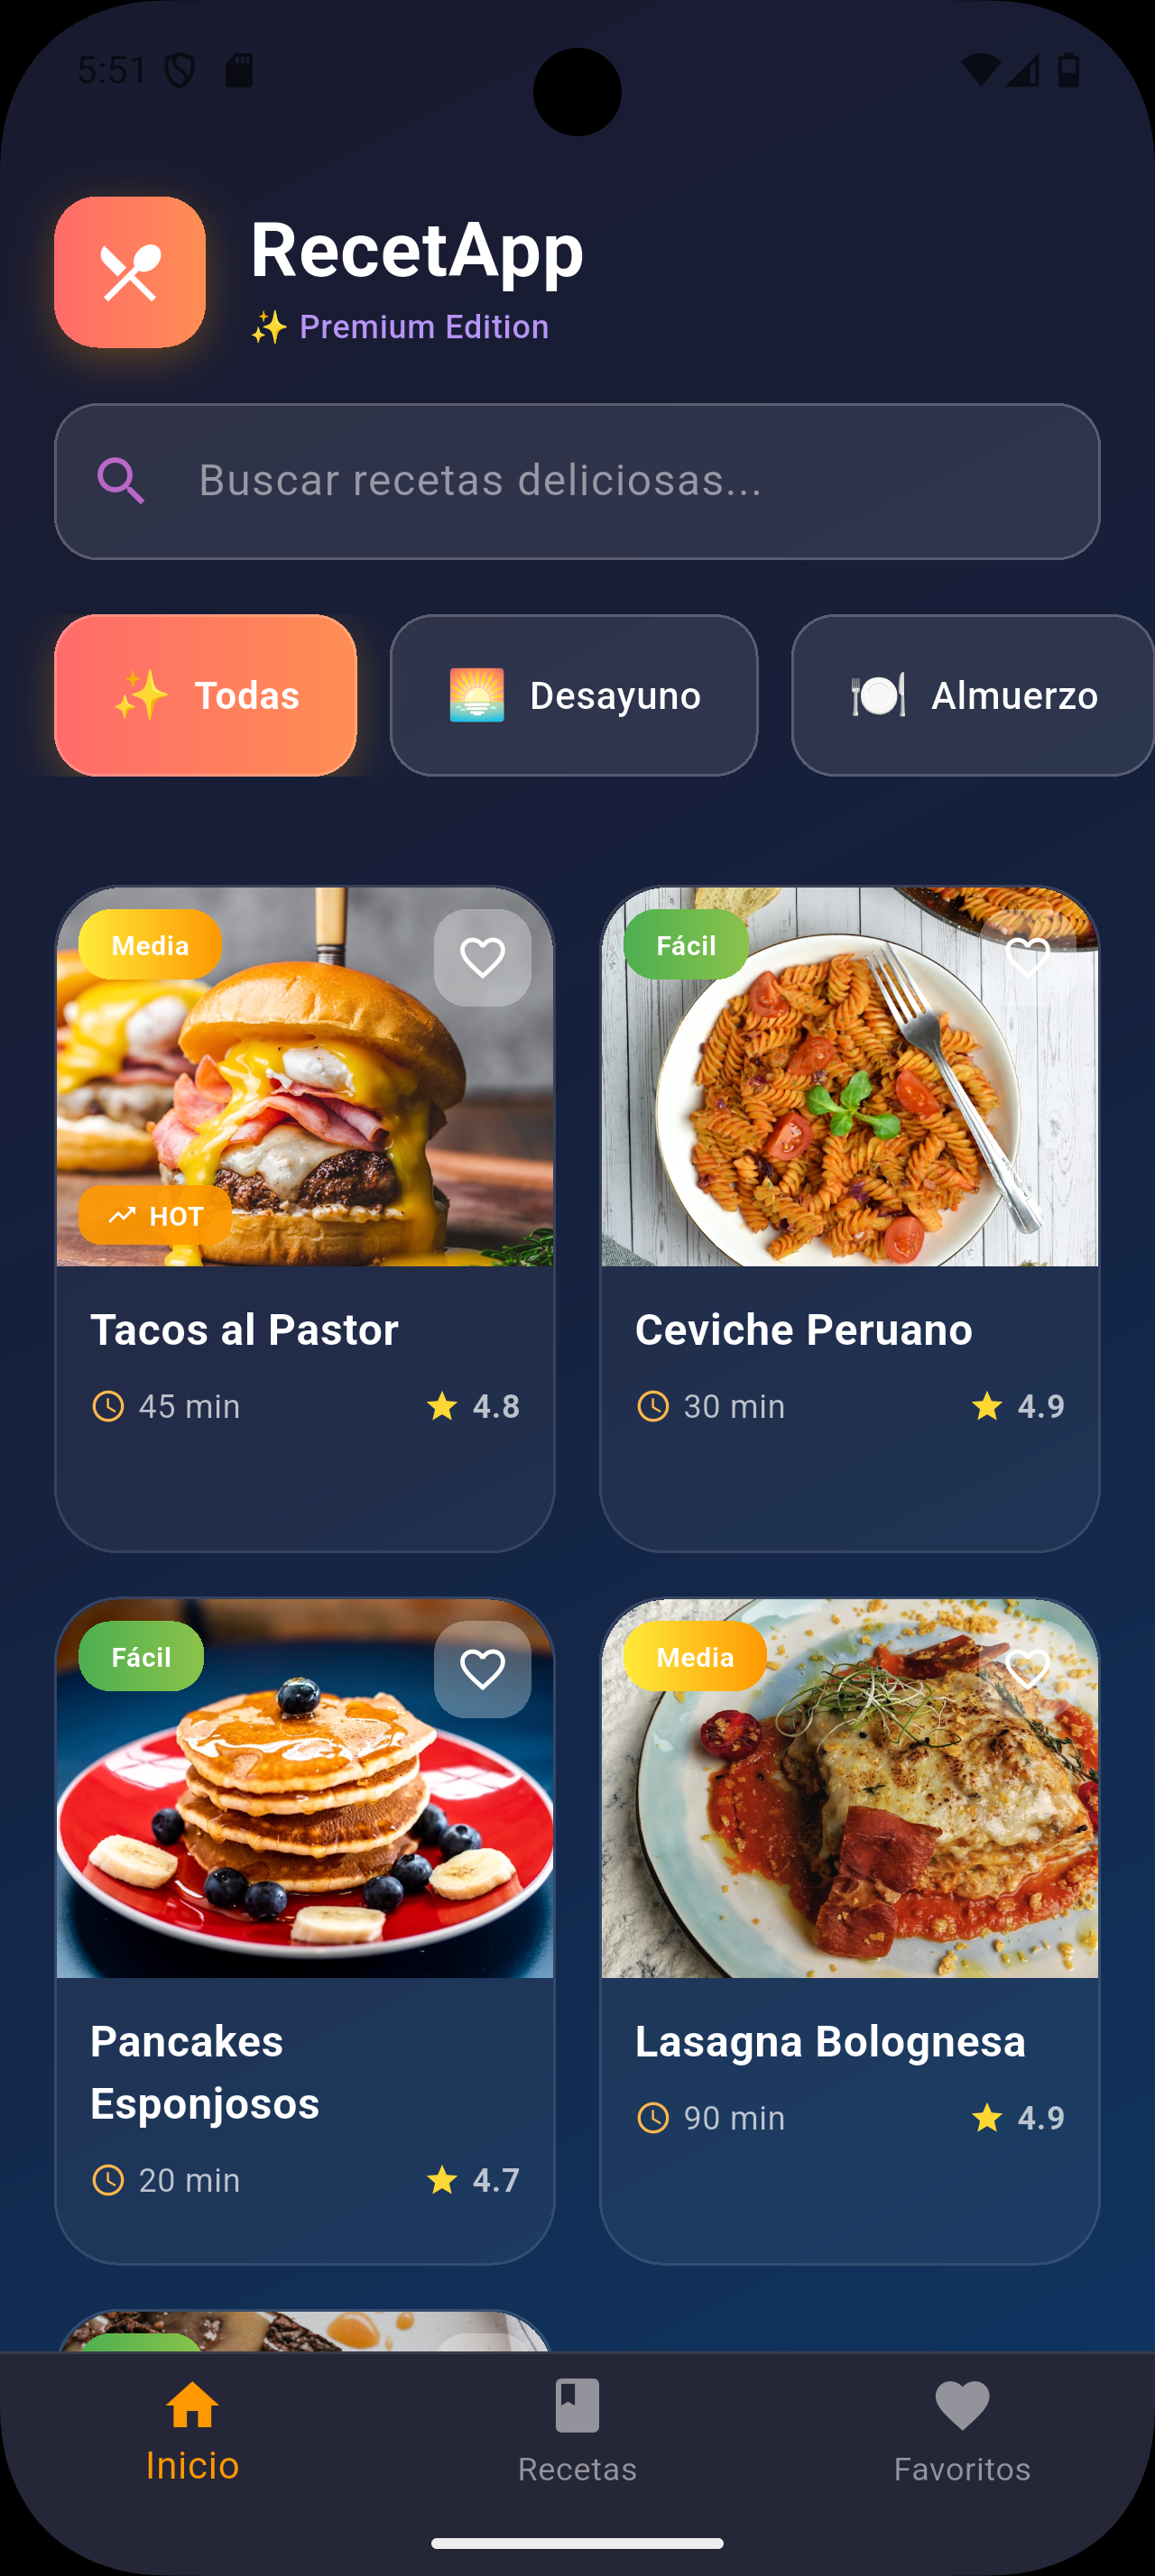 5:51
RecetApp
✨ Premium Edition
Buscar recetas deliciosas...
✨ Todas
Desayuno
Almuerzo
Media
Fácil
HOT
Tacos al Pastor
Ceviche Peruano
45 min
4.8
30 min
4.9
Fácil
Media
Pancakes
Esponjosos
Lasagna Bolognesa
20 min
4.7
90 min
4.9
Inicio
Recetas
Favoritos